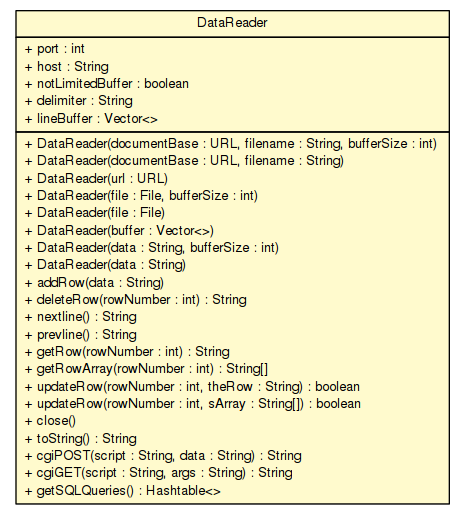 DataReader
+ port : int
+ host : String
+ notLimitedBuffer : boolean
+ delimiter : String
+ lineBuffer : Vector<>
+ DataReader(documentBase : URL, filename : String, bufferSize : int)
+ DataReader(documentBase : URL, filename : String)
+ DataReader(url : URL)
+ DataReader(file : File, bufferSize : int)
+ DataReader(file : File)
+ DataReader(buffer : Vector<>)
+ DataReader(data : String, bufferSize : int)
+ DataReader(data : String)
+ addRow(data : String)
+ deleteRow(rowNumber : int) : String
+ nextline() : String
+ prevline() : String
+ getRow(rowNumber : int) : String
+ getRowArray(rowNumber : int) : String[]
+ updateRow(rowNumber : int, theRow : String) : boolean
+ updateRow(rowNumber : int, sArray : String[]) : boolean
+ close()
+ toString() : String
+ cgiPOST(script : String, data : String) : String
+ cgiGET(script : String, args : String) : String
+ getSQLQueries() : Hashtable<>